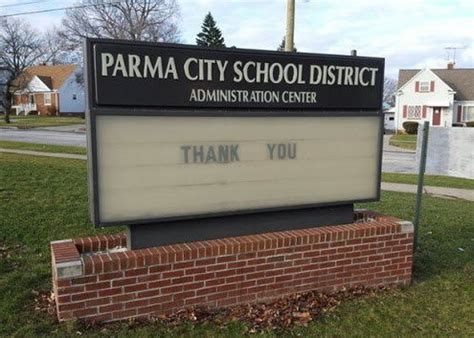 PARMA CITY SCHOOL DISTRICT
ADMINISTRATION CENTER
THANK YOU